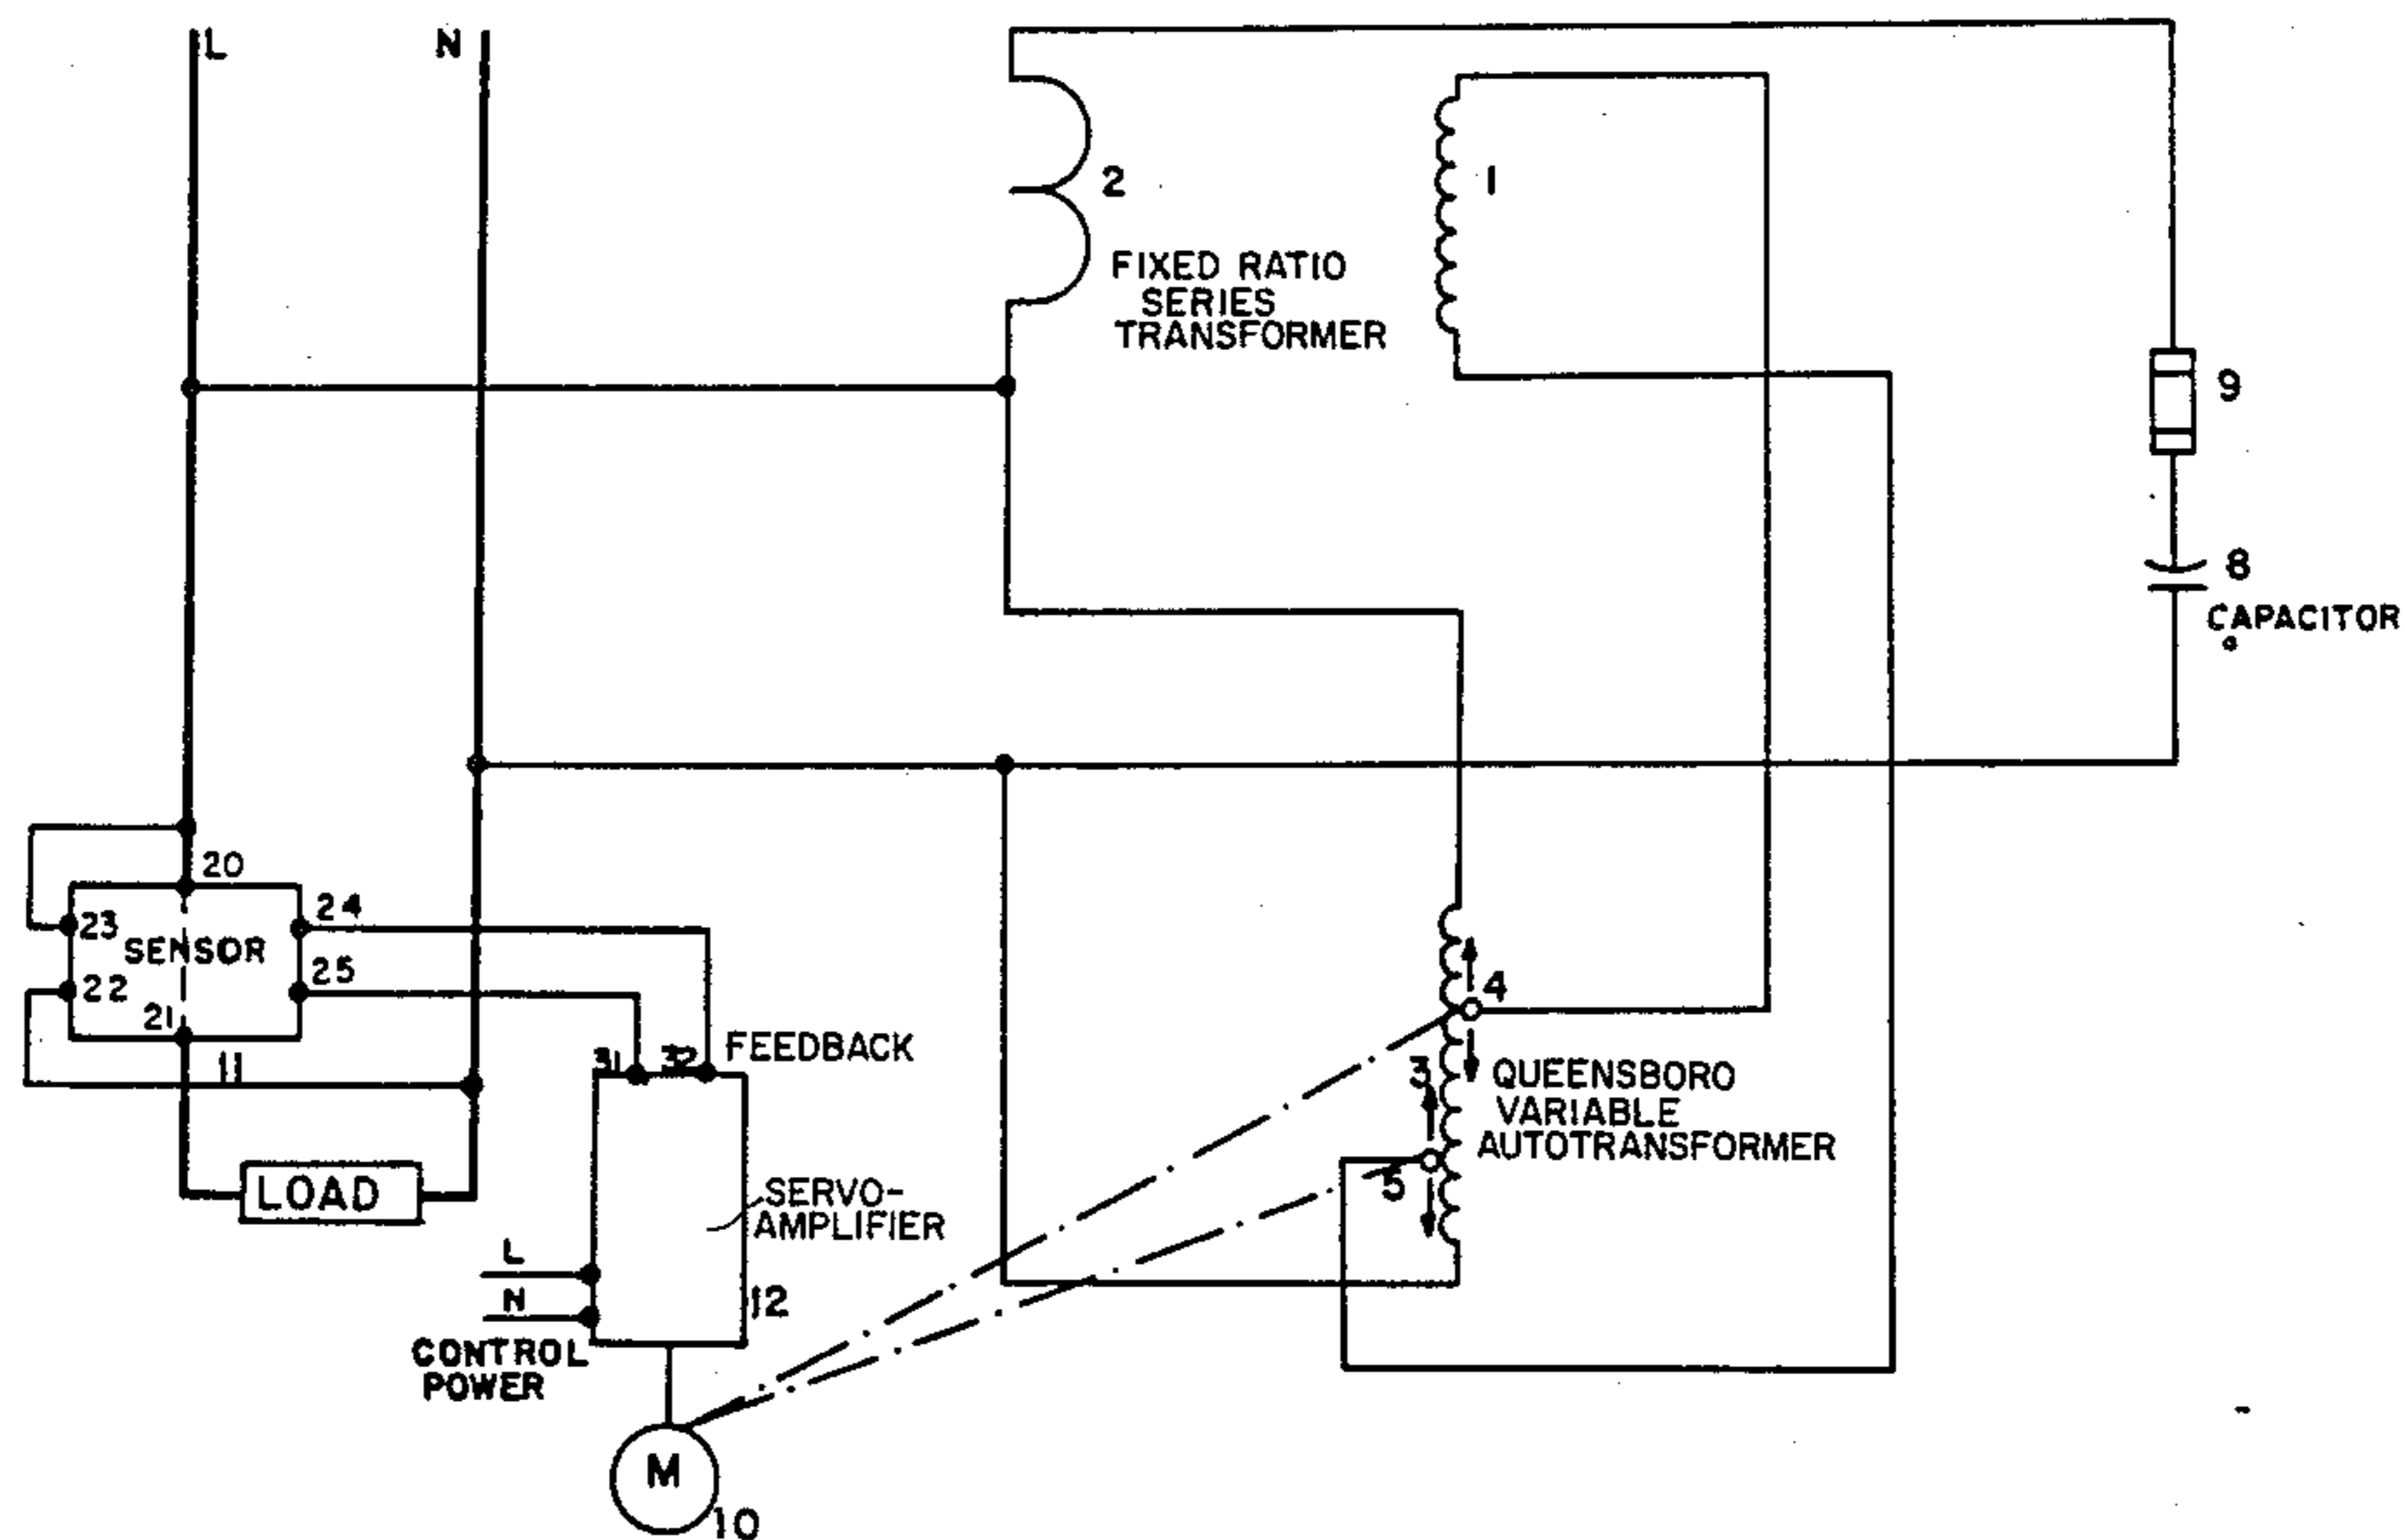 L
N
2
1
FIXED RATIO
SERIES
TRANSFORMER
9
8
CAPACITOR
20
23
24
SENSOR
22
25
21
4
11
31
32
FEEDBACK
3
QUEENSBORO
VARIABLE
AUTOTRANSFORMER
5
LOAD
SERVO-
AMPLIFIER
L
N
12
CONTROL
POWER
M
10